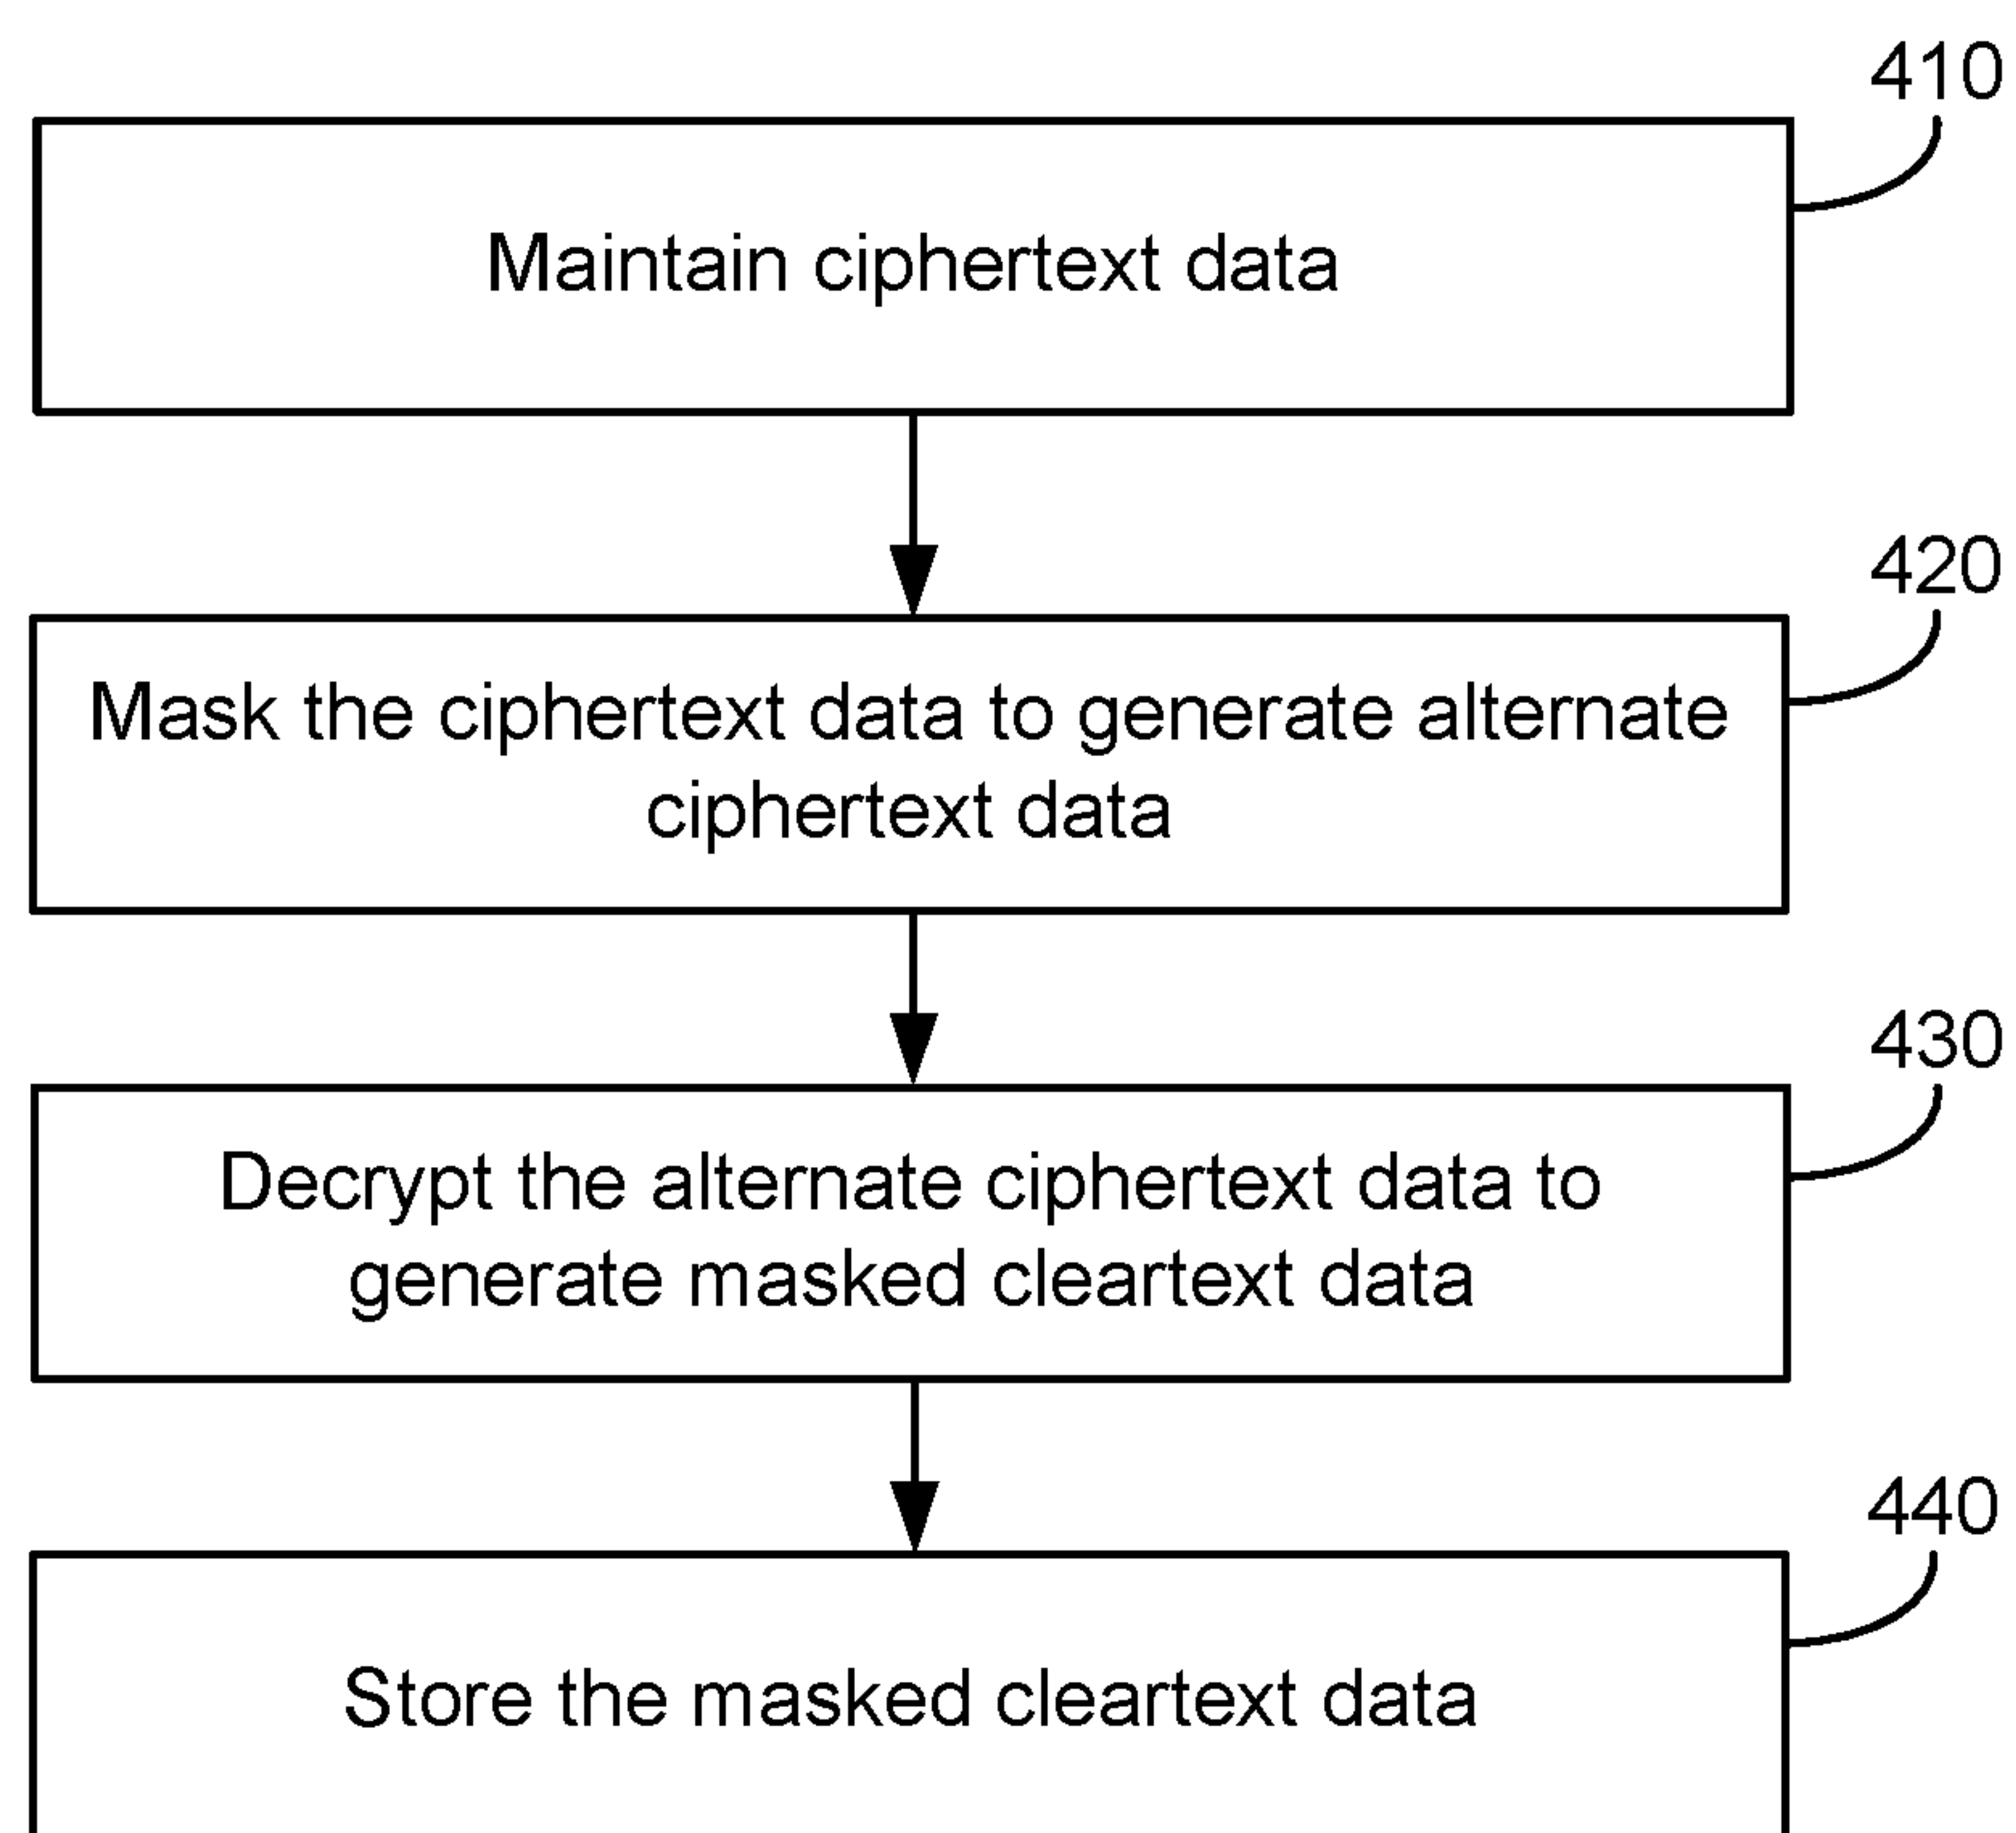 410
Maintain ciphertext data
420
Mask the ciphertext data to generate alternate
ciphertext data
430
Decrypt the alternate ciphertext data to
generate masked cleartext data
440
Store the masked cleartext data